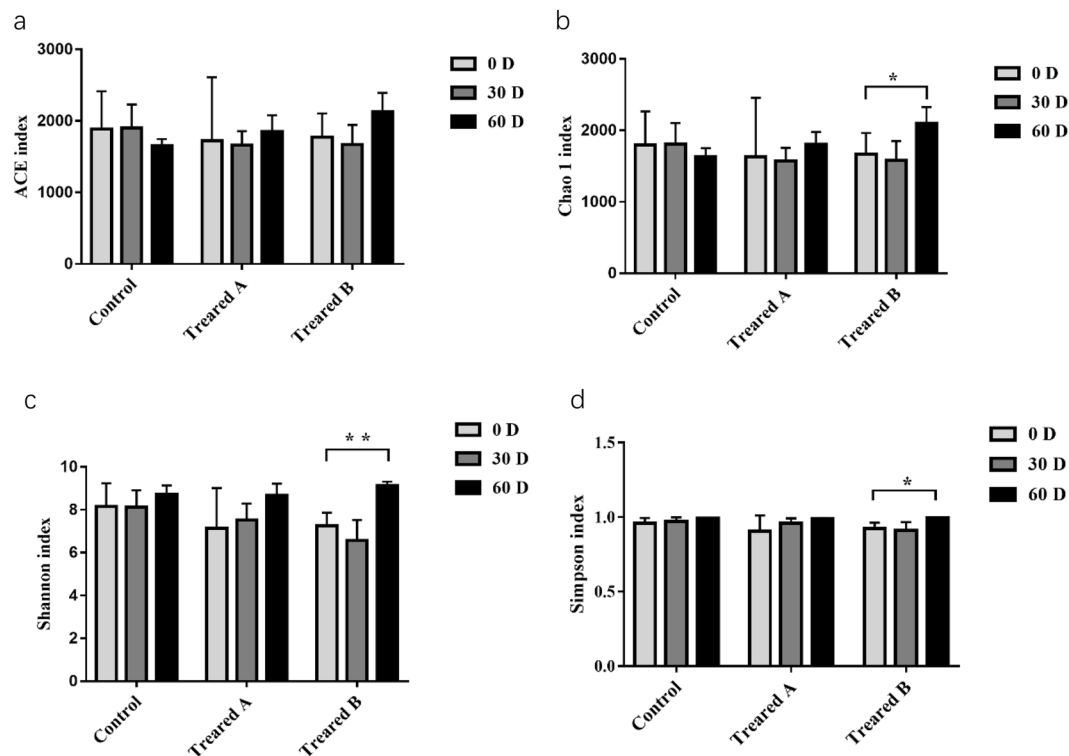 a
3000
2000
1000
0
ACE index
Control
Treared A
Treared B
0 D
30 D
60 D
b
3000
2000
1000
0
Chao 1 index
*
Control
Treared A
Treared B
0 D
30 D
60 D
c
10
8
6
4
2
0
Shannon index
* *
Control
Treared A
Treared B
0 D
30 D
60 D
d
1.5
1.0
0.5
0.0
Simpson index
*
Control
Treared A
Treared B
0 D
30 D
60 D